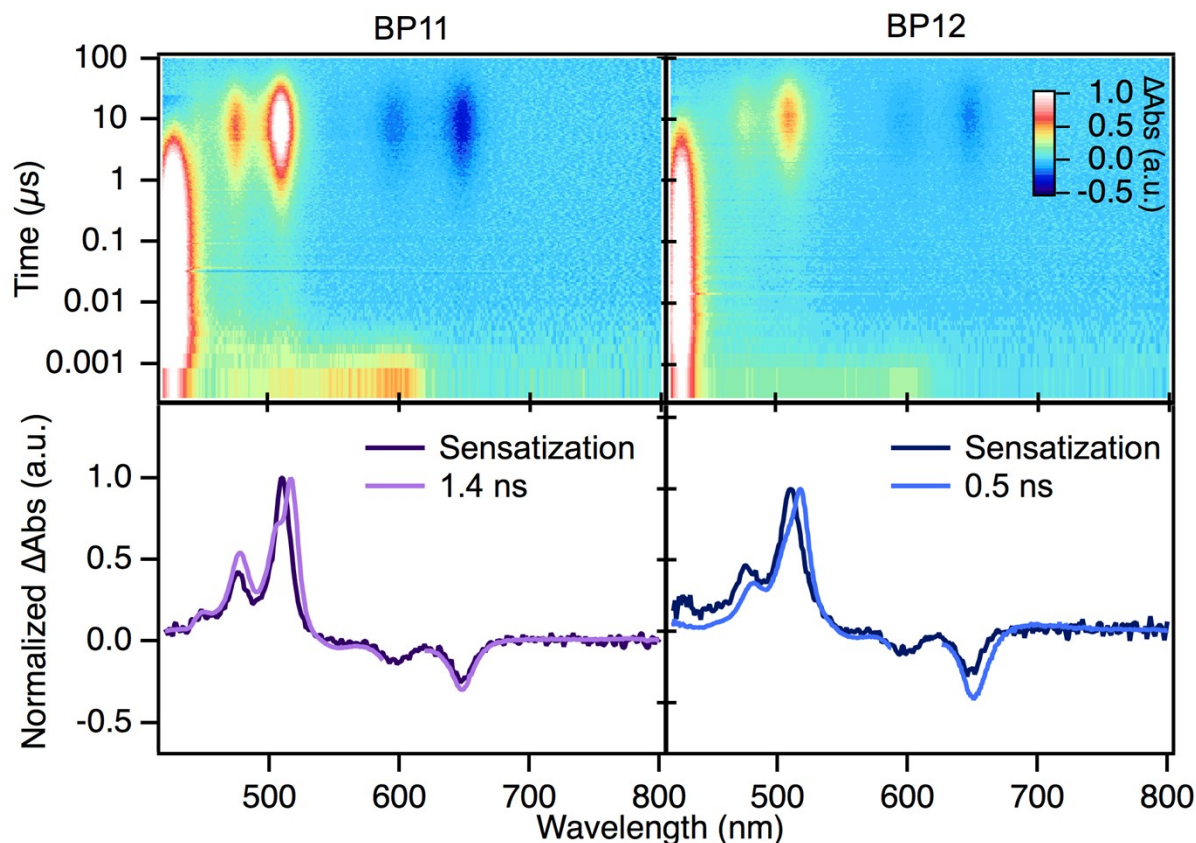 BP11
BP12
100
10
1
0.1
0.01
0.001
Time (μs)
1.0
0.5
0.0
-0.5
ΔAbs (a.u.)
Sensatization
1.4 ns
Sensatization
0.5 ns
1.0
0.5
0.0
-0.5
Normalized ΔAbs (a.u.)
500 600 700 800
500 600 700 800
Wavelength (nm)